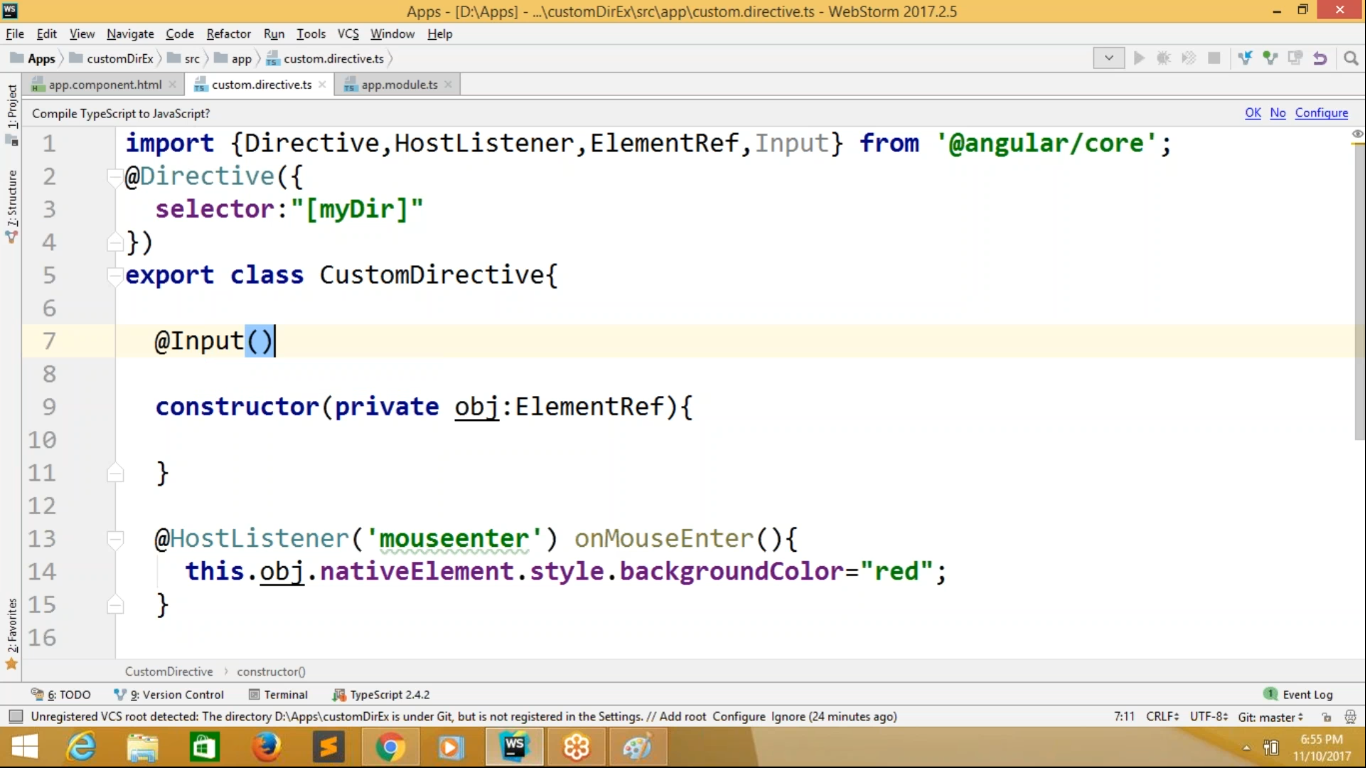 Apps - [D:\Apps] - ...\customDirEx\src\app\custom.directive.ts - WebStorm 2017.2.5
File Edit View Navigate Code Refactor Run Tools VCS Window Help
Apps customDirEx src app custom.directive.ts
app.component.html custom.directive.ts app.module.ts
Compile TypeScript to JavaScript? OK No Configure
1 import {Directive,HostListener,ElementRef,Input} from '@angular/core';
2 @Directive({
3 selector:"[myDir]"
4 })
5 export class CustomDirective{
6
7 @Input()
8
9 constructor(private obj:ElementRef){
10
11 }
12
13 @HostListener('mouseenter') onMouseEnter(){
14 this.obj.nativeElement.style.backgroundColor="red";
15 }
16
1: Project
7: Structure
2: Favorites
CustomDirective constructor()
6: TODO 9: Version Control Terminal TypeScript 2.4.2 1 Event Log
Unregistered VCS root detected: The directory D:\Apps\customDirEx is under Git, but is not registered in the Settings. // Add root Configure Ignore (24 minutes ago) 7:11 CRLF UTF-8 Git: master
WS
6:55 PM
11/10/2017